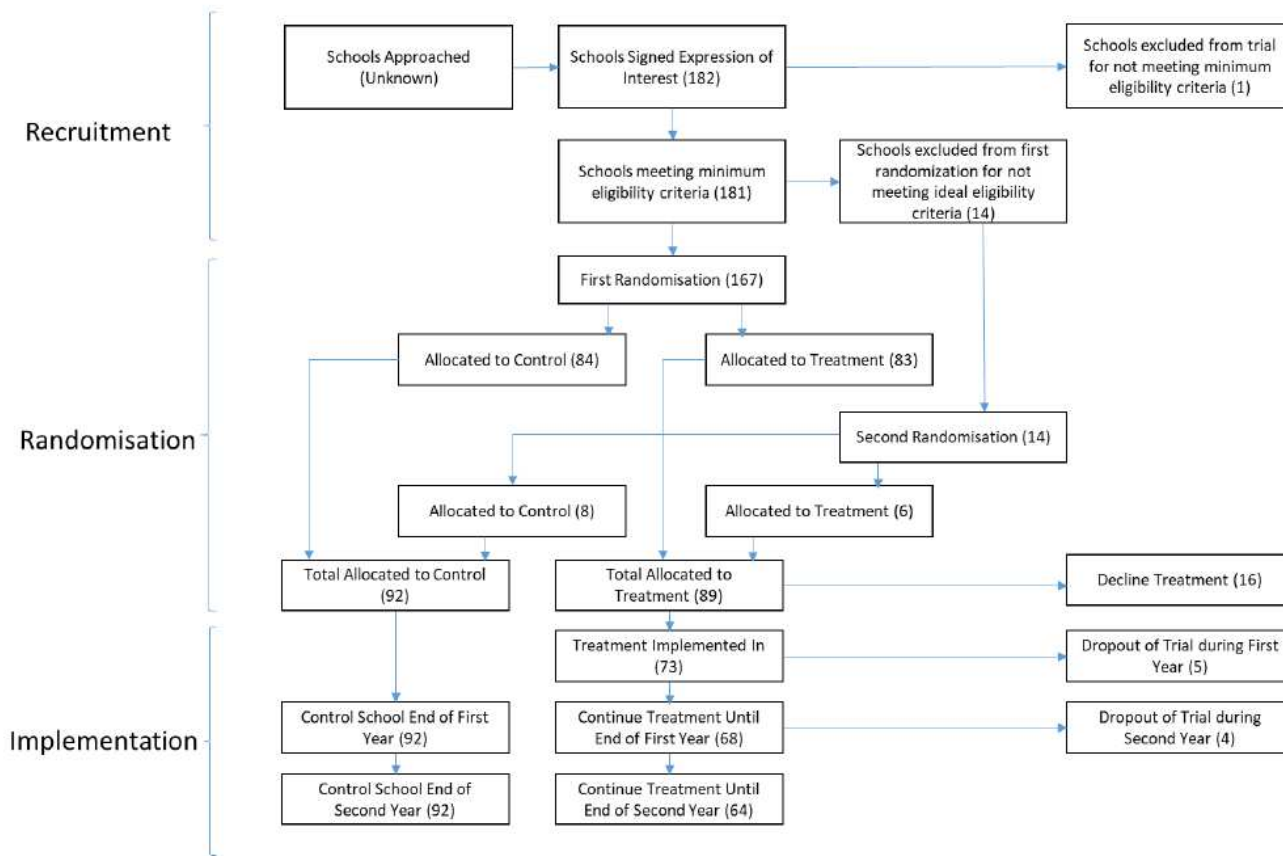 Schools Approached
(Unknown)
Schools Signed Expression of
Interest (182)
Schools excluded from trial
for not meeting minimum
eligibility criteria (1)
Recruitment
Schools meeting minimum
eligibility criteria (181)
Schools excluded from first
randomization for not
meeting ideal eligibility
criteria (14)
First Randomisation (167)
Allocated to Control (84)
Allocated to Treatment (83)
Randomisation
Second Randomisation (14)
Allocated to Control (8)
Allocated to Treatment (6)
Total Allocated to Control
(92)
Total Allocated to
Treatment (89)
Decline Treatment (16)
Treatment Implemented In
(73)
Dropout of Trial during First
Year (5)
Implementation
Control School End of First
Year (92)
Continue Treatment Until
End of First Year (68)
Dropout of Trial during
Second Year (4)
Control School End of
Second Year (92)
Continue Treatment Until
End of Second Year (64)